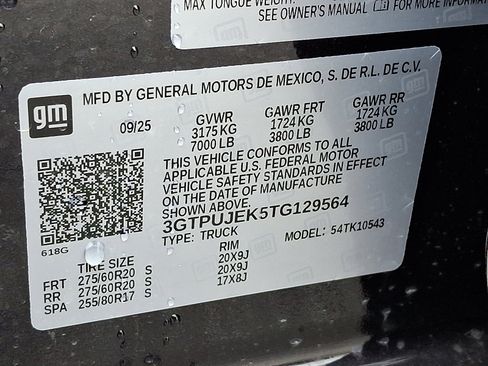 MAX TONGUE WEIGHT:
SEE OWNER'S MANUAL
gm
MFD BY GENERAL MOTORS DE MEXICO, S. DE R.L. DE C.V.
09/25 GVWR GAWR FRT GAWR RR
3175 KG 1724 KG 1724 KG
7000 LB 3800 LB 3800 LB
THIS VEHICLE CONFORMS TO ALL
APPLICABLE U.S. FEDERAL MOTOR
VEHICLE SAFETY STANDARDS IN EFFECT
ON THE DATE OF MANUFACTURE
SHOWN ABOVE.
3GTPUJEK5TG129564
TYPE: TRUCK MODEL: 54TK10543
618G
TIRE SIZE RIM
FRT 275/60R20 S 20X9J
RR 275/60R20 S 20X9J
SPA 255/80R17 S 17X8J